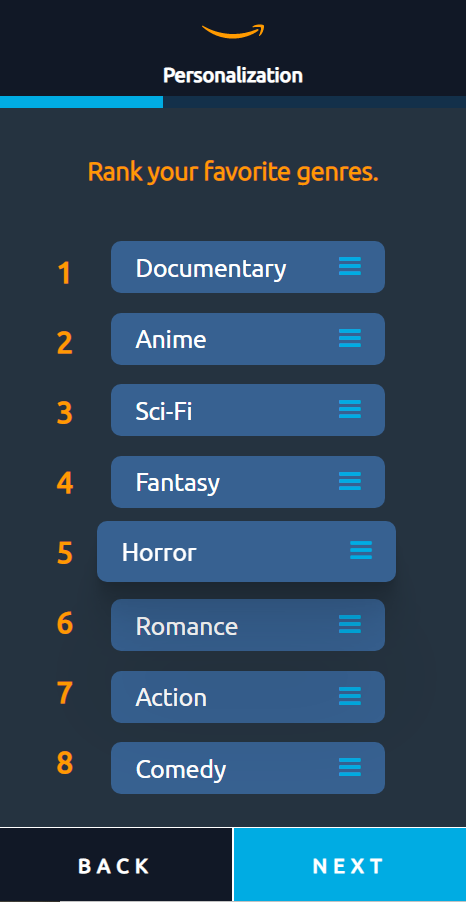 Personalization
Rank your favorite genres.
1 Documentary
2 Anime
3 Sci-Fi
4 Fantasy
5 Horror
6 Romance
7 Action
8 Comedy
BACK NEXT